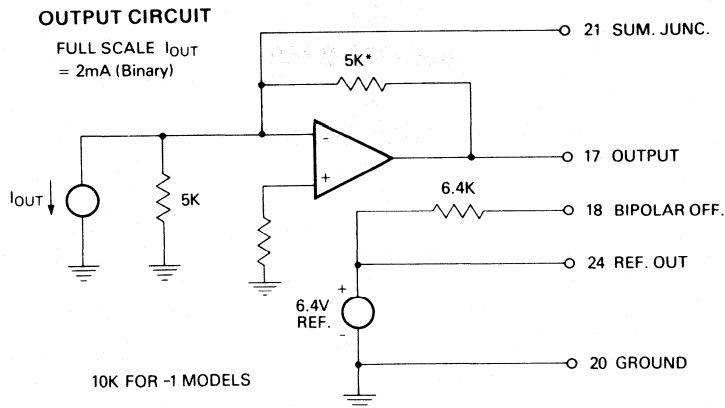 OUTPUT CIRCUIT
FULL SCALE IOUT
= 2mA (Binary)
21 SUM. JUNC.
5K*
-
+
17 OUTPUT
IOUT
5K
6.4K
18 BIPOLAR OFF.
24 REF. OUT
+
6.4V
REF.
-
20 GROUND
10K FOR -1 MODELS